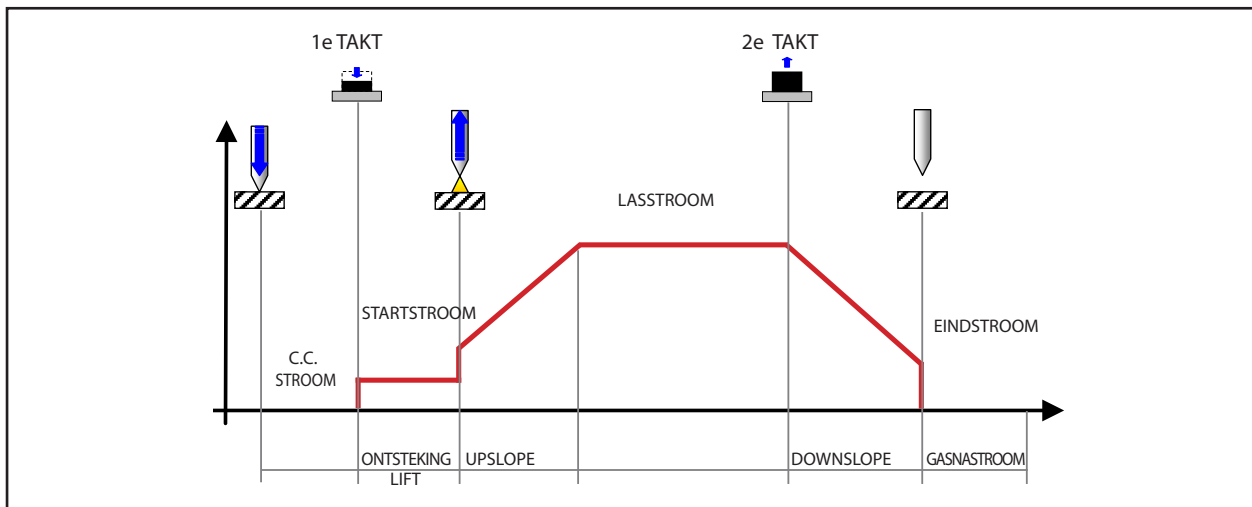 1e TAKT
2e TAKT
LASSTROOM
STARTSTROOM
EINDSTROOM
C.C.
STROOM
ONTSTEKING
LIFT
UPSLOPE
DOWNSLOPE
GASNASTROOM